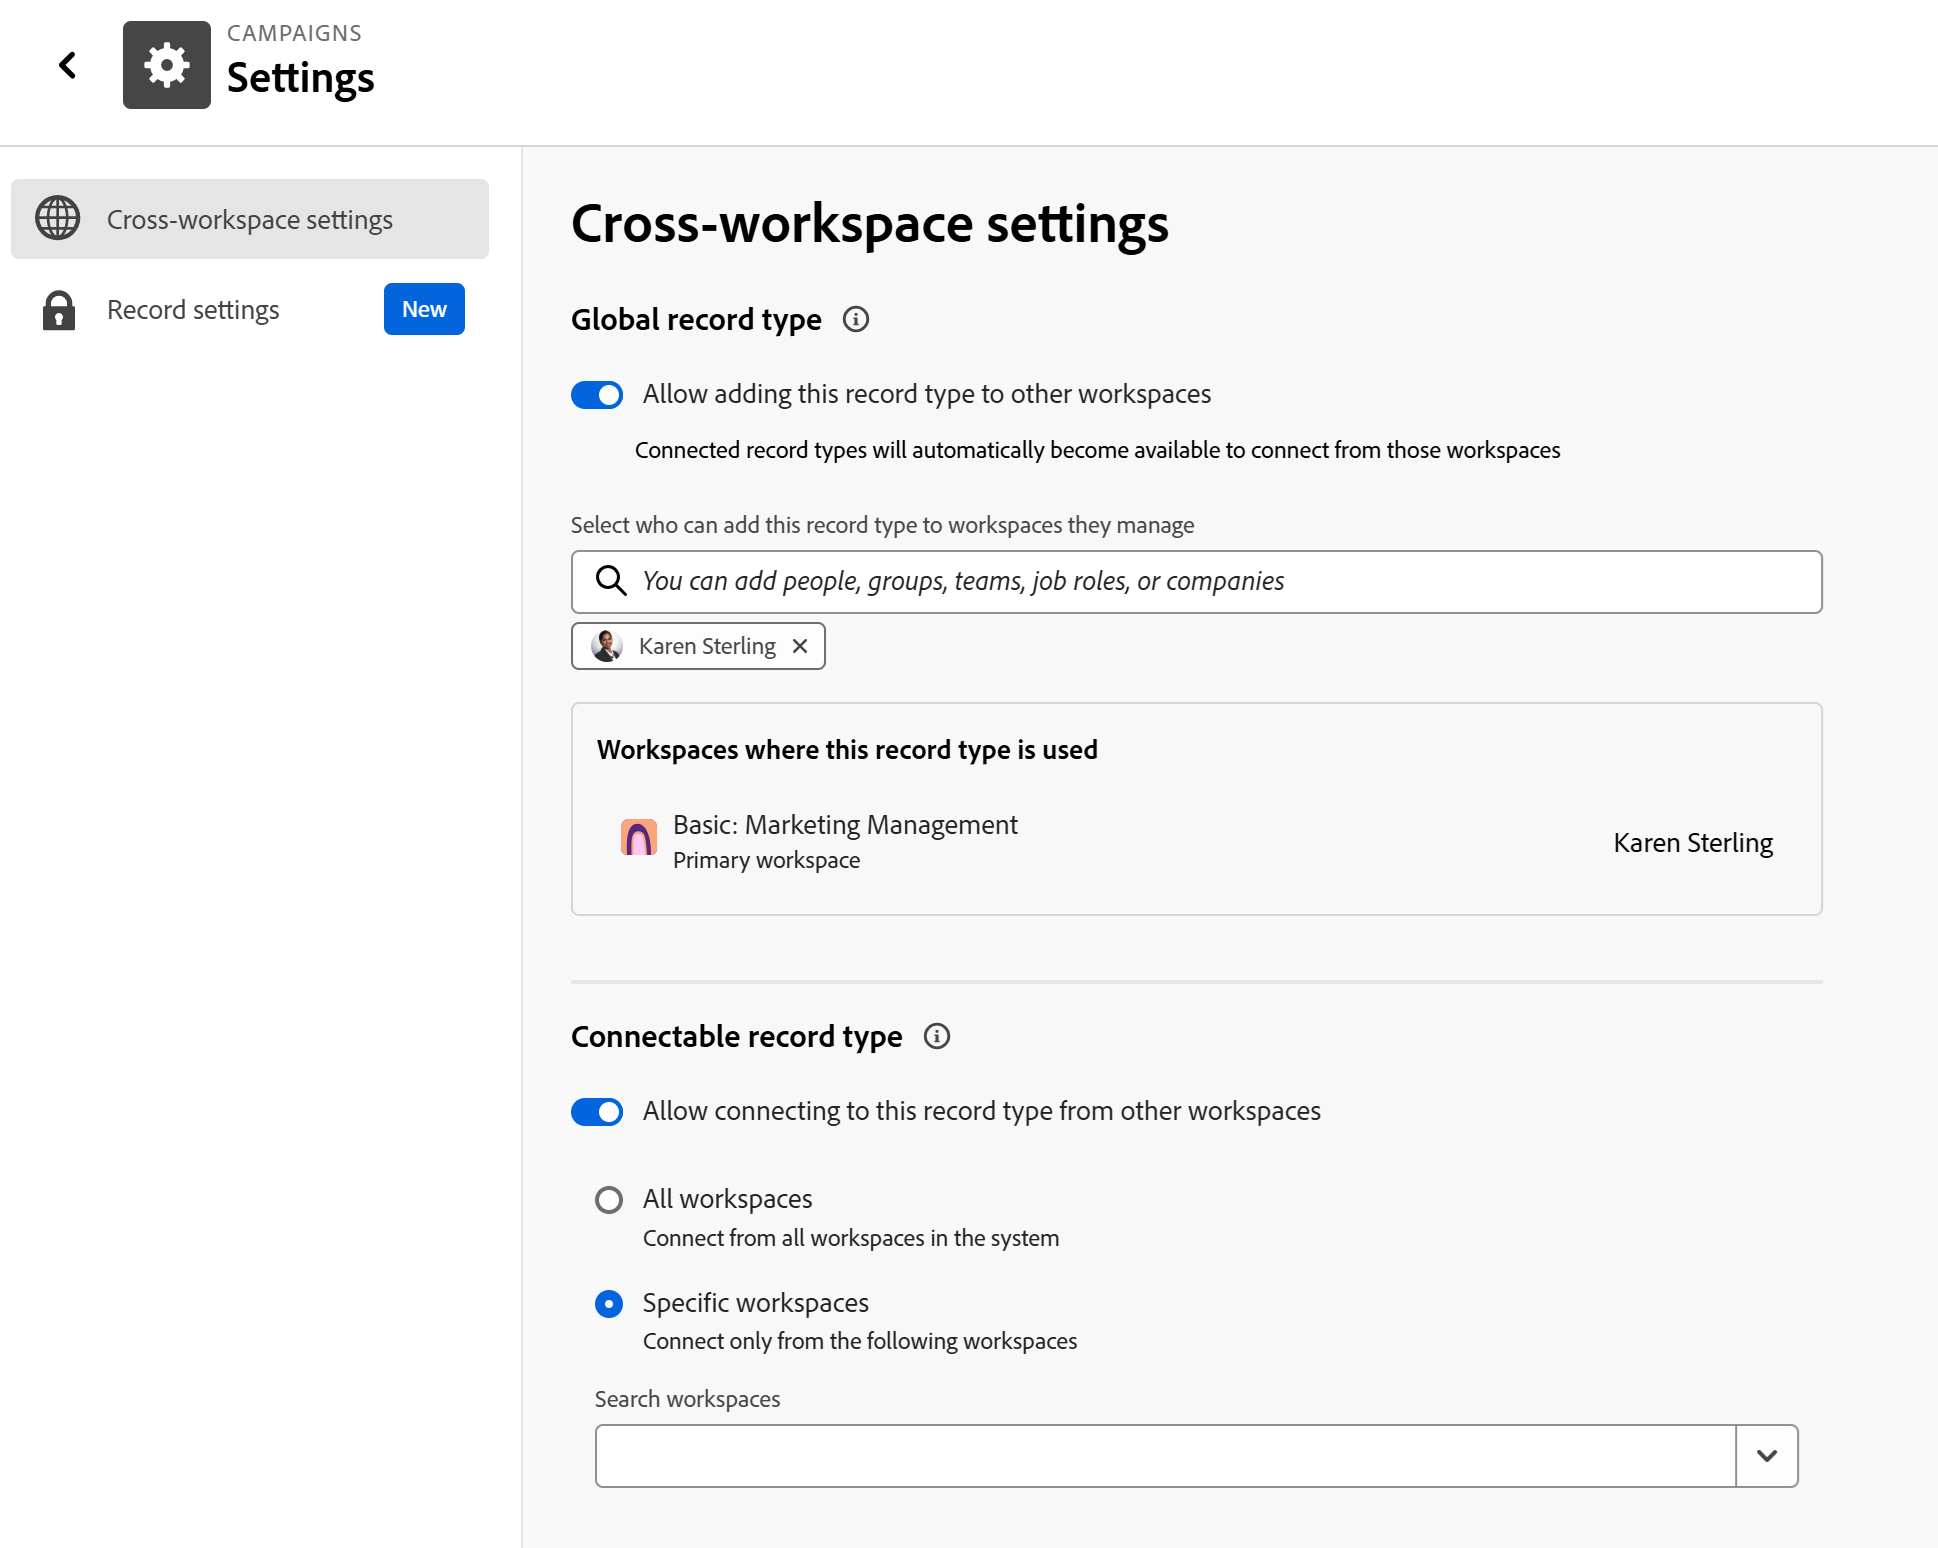 CAMPAIGNS
Settings
Cross-workspace settings
Record settings
New
Cross-workspace settings
Global record type
Allow adding this record type to other workspaces
Connected record types will automatically become available to connect from those workspaces
Select who can add this record type to workspaces they manage
You can add people, groups, teams, job roles, or companies
Karen Sterling
Workspaces where this record type is used
Basic: Marketing Management
Primary workspace
Karen Sterling
Connectable record type
Allow connecting to this record type from other workspaces
All workspaces
Connect from all workspaces in the system
Specific workspaces
Connect only from the following workspaces
Search workspaces